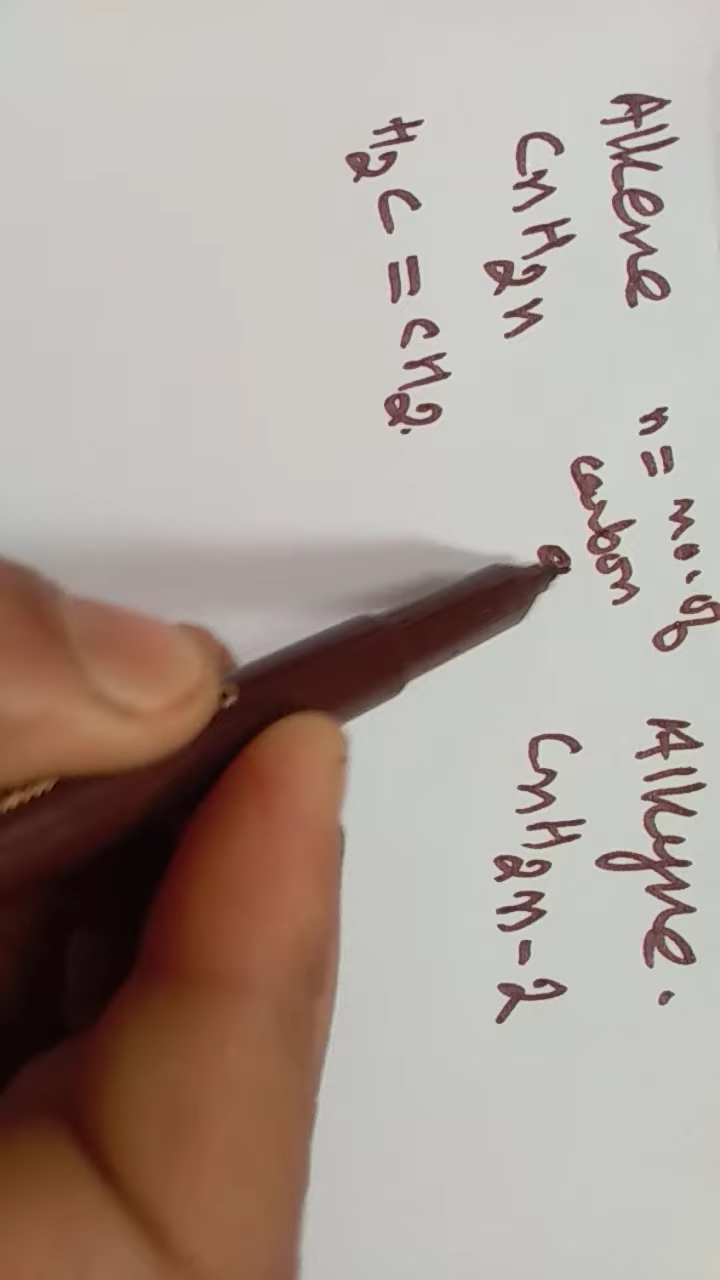 Alkene
n = no. of
carbon
Alkyne.
CnH2n
CnH2n-2
H2C = CH2.